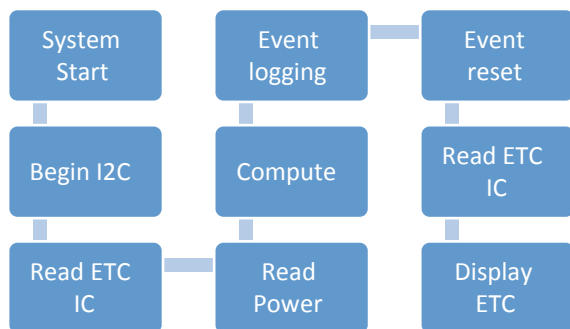 System
Start
Begin I2C
Read ETC
IC
Read
Power
Compute
Event
logging
Event
reset
Read ETC
IC
Display
ETC